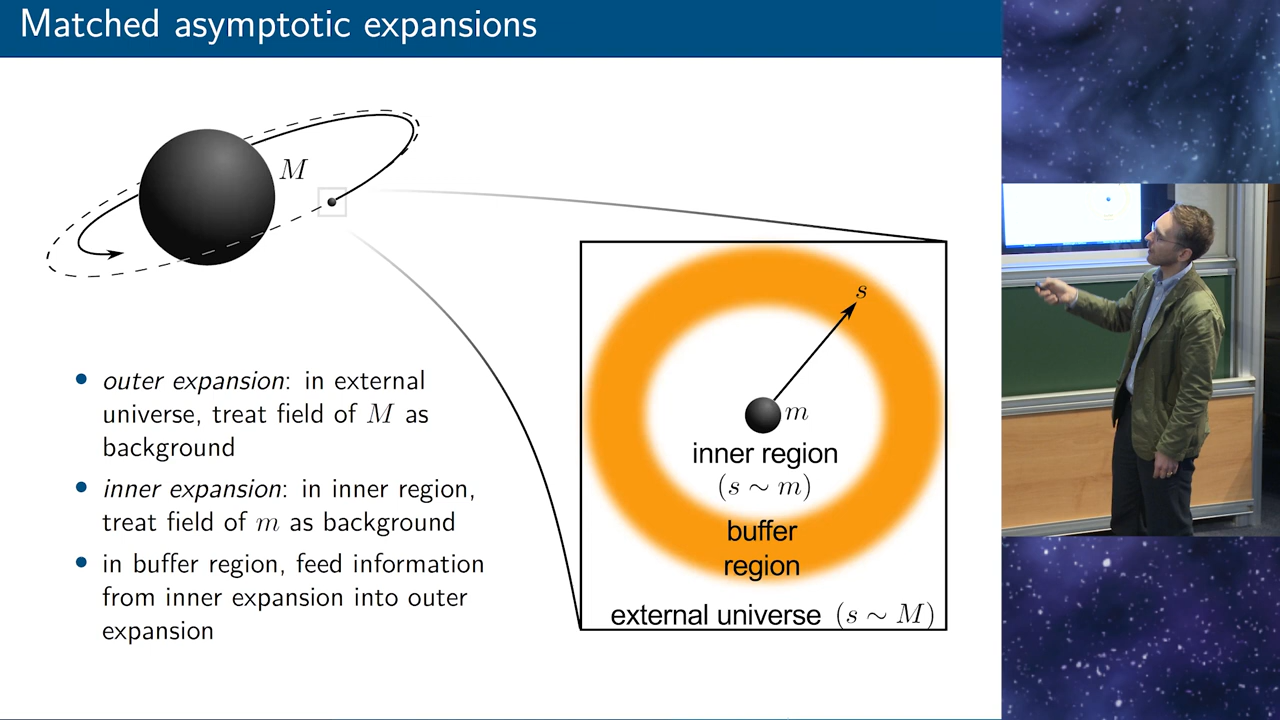 Matched asymptotic expansions
M
• outer expansion: in external
universe, treat field of M as
background
• inner expansion: in inner region,
treat field of m as background
• in buffer region, feed information
from inner expansion into outer
expansion
s
m
inner region
(s ∼ m)
buffer
region
external universe (s ∼ M)